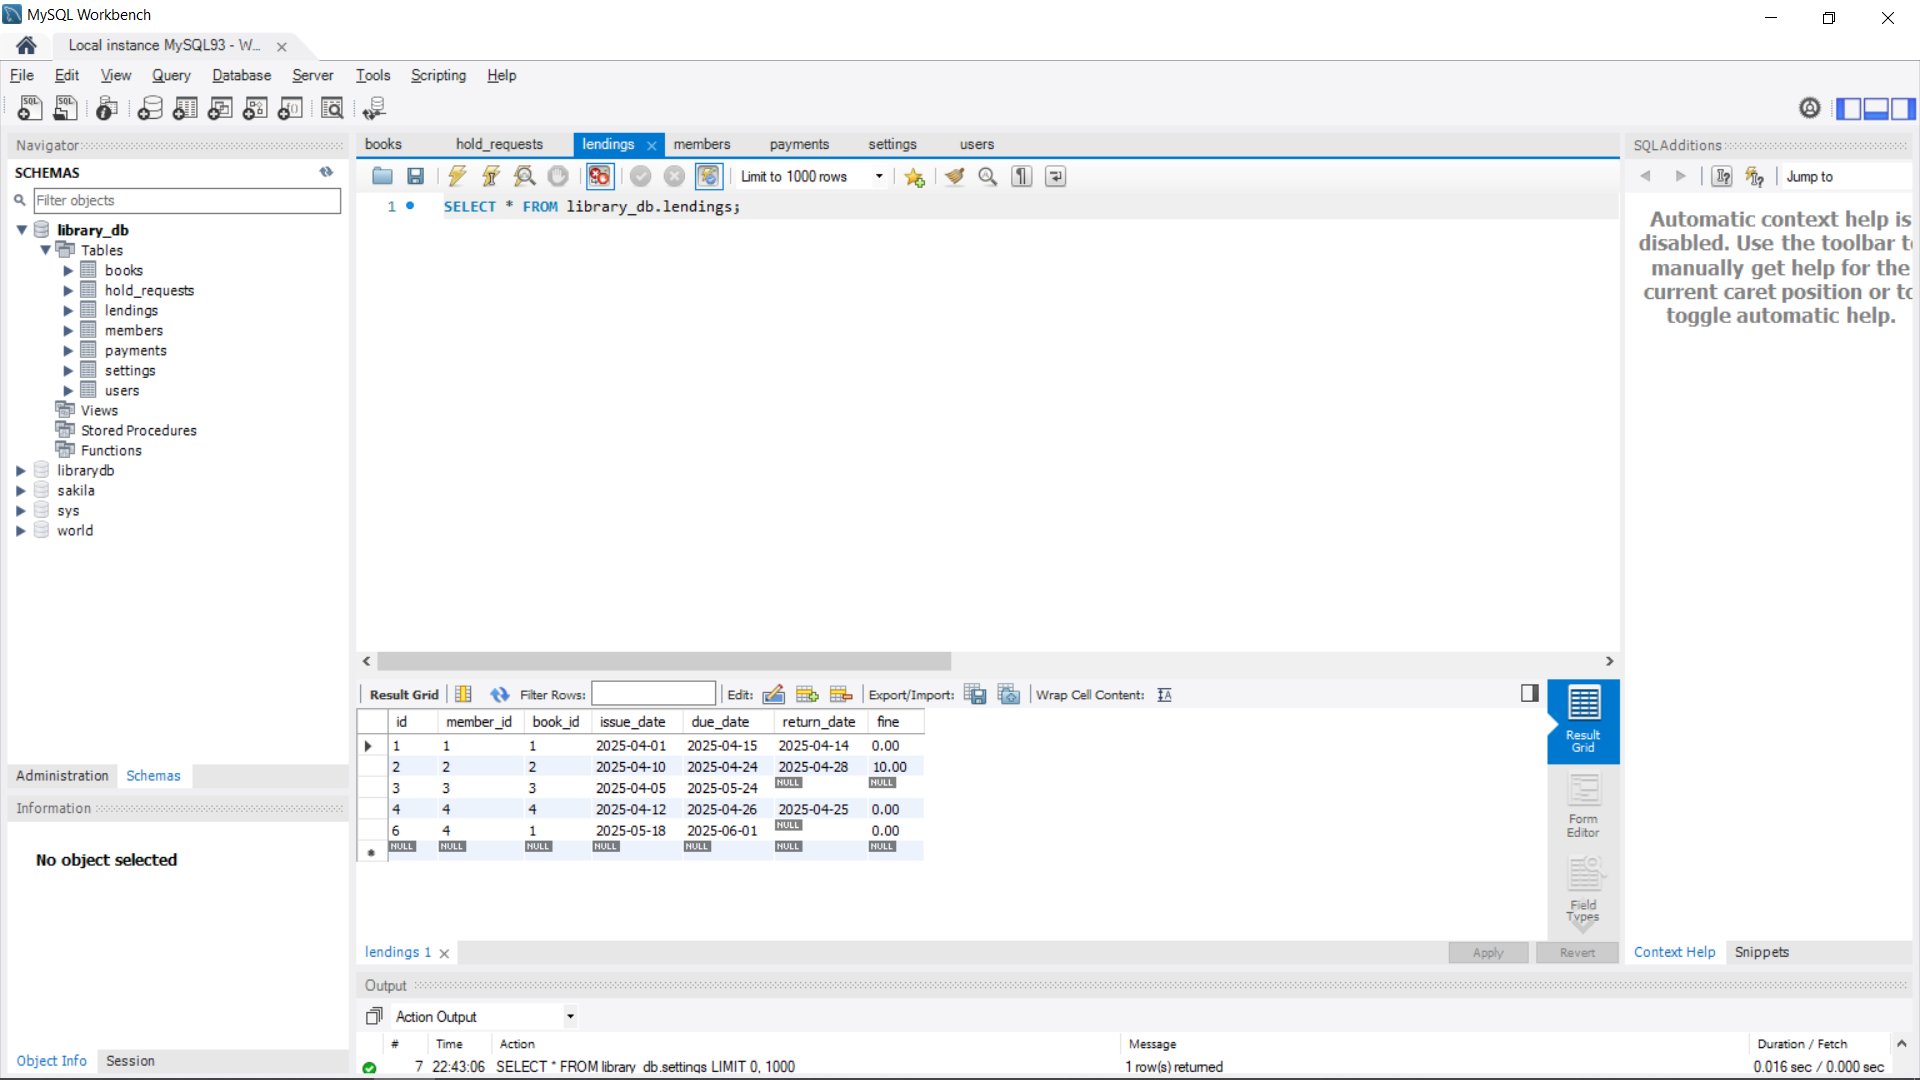 MySQL Workbench
Local instance MySQL93 - W...
File Edit View Query Database Server Tools Scripting Help
Navigator
SCHEMAS
Filter objects
library_db
Tables
books
hold_requests
lendings
members
payments
settings
users
Views
Stored Procedures
Functions
librarydb
sakila
sys
world
Administration Schemas
Information
No object selected
Object Info Session
books hold_requests lendings members payments settings users
Limit to 1000 rows
1 SELECT * FROM library_db.lendings;
Result Grid Filter Rows: Edit: Export/Import: Wrap Cell Content:
id member_id book_id issue_date due_date return_date fine
1 1 1 2025-04-01 2025-04-15 2025-04-14 0.00
2 2 2 2025-04-10 2025-04-24 2025-04-28 10.00
3 3 3 2025-04-05 2025-05-24 NULL NULL
4 4 4 2025-04-12 2025-04-26 2025-04-25 0.00
6 4 1 2025-05-18 2025-06-01 NULL 0.00
NULL NULL NULL NULL NULL NULL NULL
Result
Grid
Form
Editor
Field
Types
lendings 1
Apply Revert
Output
Action Output
# Time Action Message Duration / Fetch
7 22:43:06 SELECT * FROM library_db.settings LIMIT 0, 1000 1 row(s) returned 0.016 sec / 0.000 sec
SQLAdditions
Jump to
Automatic context help is
disabled. Use the toolbar to
manually get help for the
current caret position or to
toggle automatic help.
Context Help Snippets